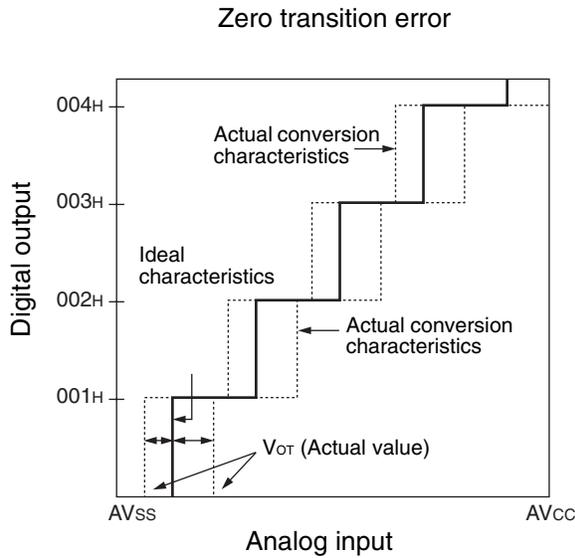 Zero transition error
004H
Actual conversion
characteristics
003H
Digital output
Ideal
characteristics
002H
Actual conversion
characteristics
001H
VOT (Actual value)
AVSS
AVCC
Analog input